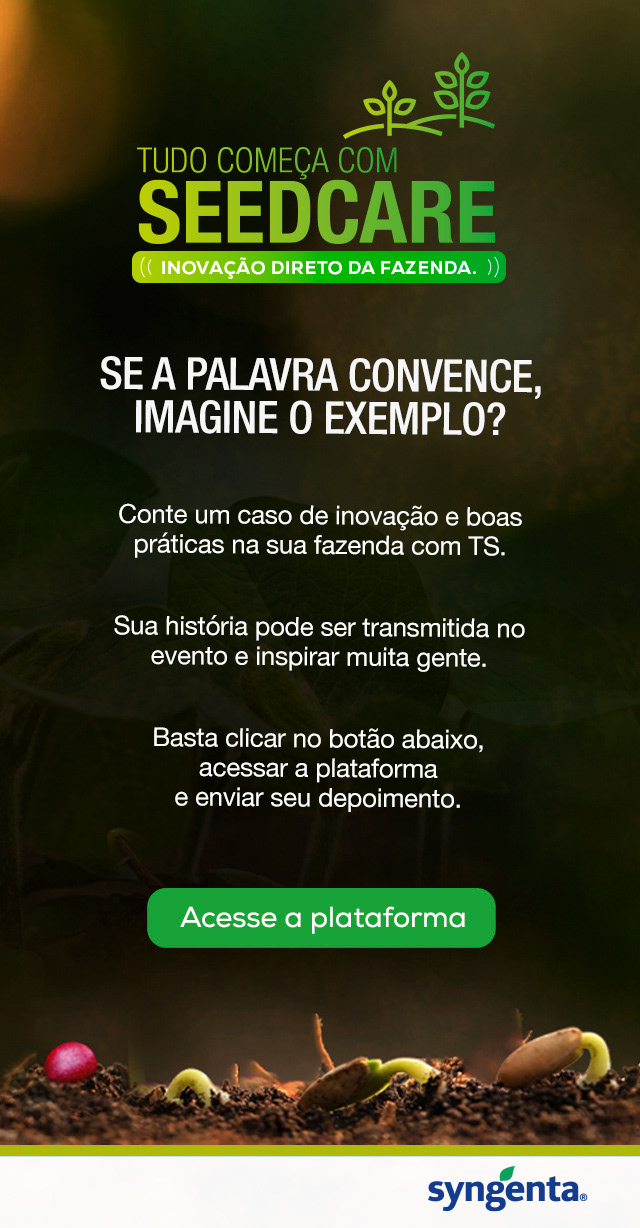 TUDO COMEÇA COM
SEEDCARE
(( INOVAÇÃO DIRETO DA FAZENDA. ))
SE A PALAVRA CONVENCE,
IMAGINE O EXEMPLO?
Conte um caso de inovação e boas
práticas na sua fazenda com TS.
Sua história pode ser transmitida no
evento e inspirar muita gente.
Basta clicar no botão abaixo,
acessar a plataforma
e enviar seu depoimento.
Acesse a plataforma
syngenta®